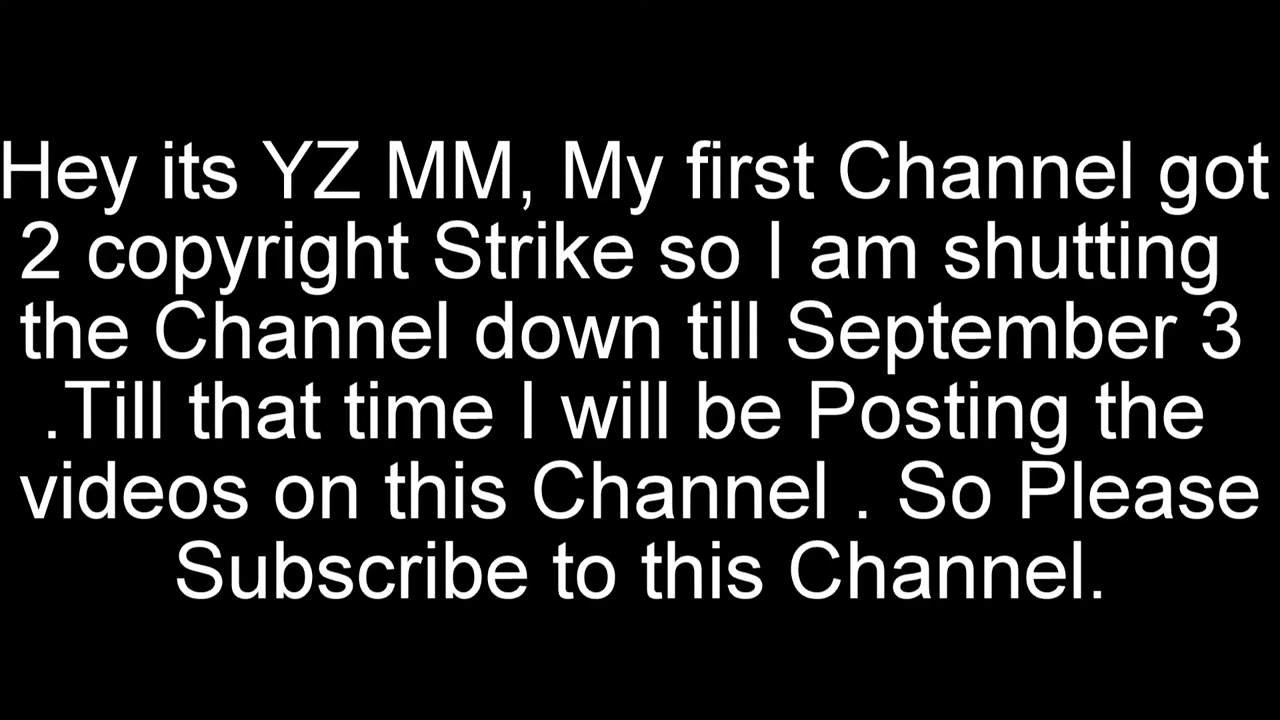 Hey its YZ MM, My first Channel got
2 copyright Strike so I am shutting
the Channel down till September 3
.Till that time I will be Posting the
videos on this Channel . So Please
Subscribe to this Channel.